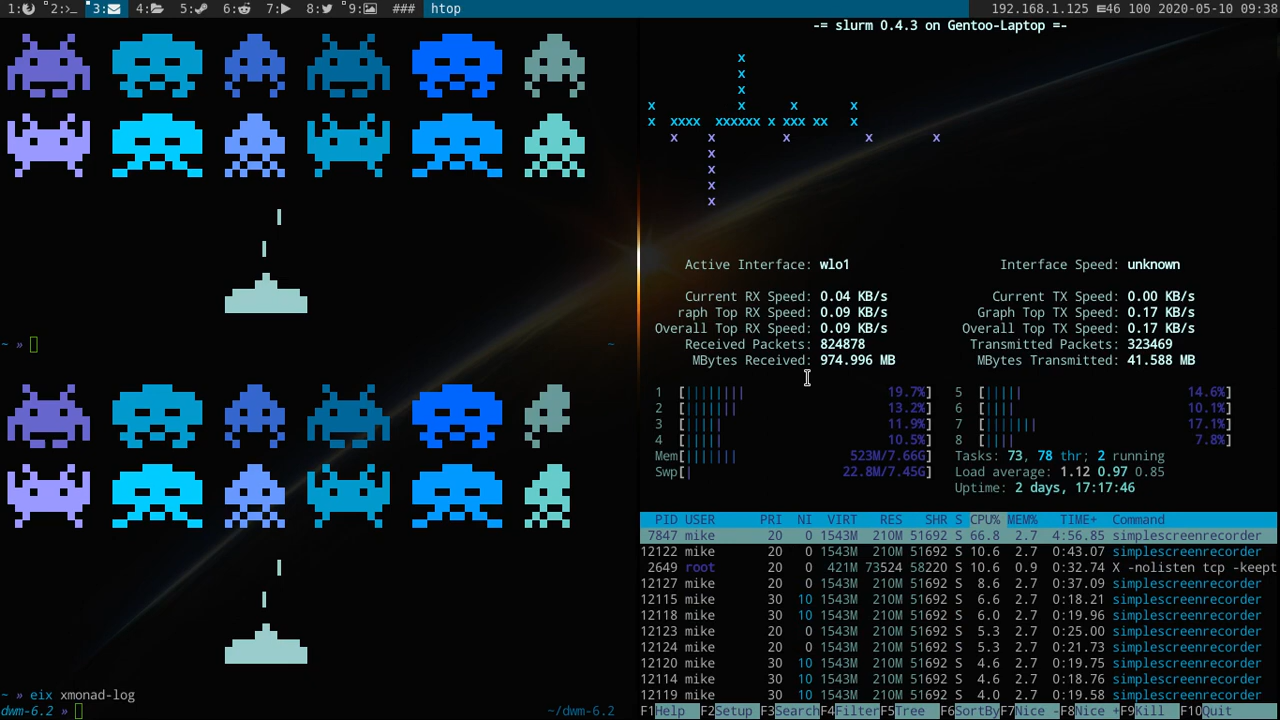 1: 2: 3: 4: 5: 6: 7: 8: 9: ### htop 192.168.1.125 46 100 2020-05-10 09:38
-= slurm 0.4.3 on Gentoo-Laptop =-
x
x
x
x x x x
x xxxx xxxxxx x xxx xx x
x x x x x
x
x
x
x
Active Interface: wlo1 Interface Speed: unknown
Current RX Speed: 0.04 KB/s Current TX Speed: 0.00 KB/s
raph Top RX Speed: 0.09 KB/s Graph Top TX Speed: 0.17 KB/s
Overall Top RX Speed: 0.09 KB/s Overall Top TX Speed: 0.17 KB/s
Received Packets: 824878 Transmitted Packets: 323469
MBytes Received: 974.996 MB MBytes Transmitted: 41.588 MB
~ » ~
1 [|||||||| 19.7%] 5 [||||| 14.6%]
2 [||||||| 13.2%] 6 [|||| 10.1%]
3 [||||| 11.9%] 7 [||||||| 17.1%]
4 [||||| 10.5%] 8 [|||| 7.8%]
Mem[||||||| 523M/7.66G] Tasks: 73, 78 thr; 2 running
Swp[| 22.8M/7.45G] Load average: 1.12 0.97 0.85
Uptime: 2 days, 17:17:46
PID USER PRI NI VIRT RES SHR S CPU% MEM% TIME+ Command
7847 mike 20 0 1543M 210M 51692 S 66.8 2.7 4:56.85 simplescreenrecorder
12122 mike 20 0 1543M 210M 51692 S 10.6 2.7 0:43.07 simplescreenrecorder
2649 root 20 0 421M 73524 58220 S 10.6 0.9 0:32.74 X -nolisten tcp -keept
12127 mike 20 0 1543M 210M 51692 S 8.6 2.7 0:37.09 simplescreenrecorder
12115 mike 30 10 1543M 210M 51692 S 6.6 2.7 0:18.21 simplescreenrecorder
12118 mike 30 10 1543M 210M 51692 S 6.0 2.7 0:19.96 simplescreenrecorder
12123 mike 20 0 1543M 210M 51692 S 5.3 2.7 0:25.00 simplescreenrecorder
12124 mike 20 0 1543M 210M 51692 S 5.3 2.7 0:21.73 simplescreenrecorder
12120 mike 30 10 1543M 210M 51692 S 4.6 2.7 0:19.75 simplescreenrecorder
12114 mike 30 10 1543M 210M 51692 S 4.6 2.7 0:18.76 simplescreenrecorder
12119 mike 30 10 1543M 210M 51692 S 4.0 2.7 0:19.58 simplescreenrecorder
F1Help F2Setup F3SearchF4FilterF5Tree F6SortByF7Nice -F8Nice +F9Kill F10Quit
~ » eix xmonad-log
dwm-6.2 » ~/dwm-6.2